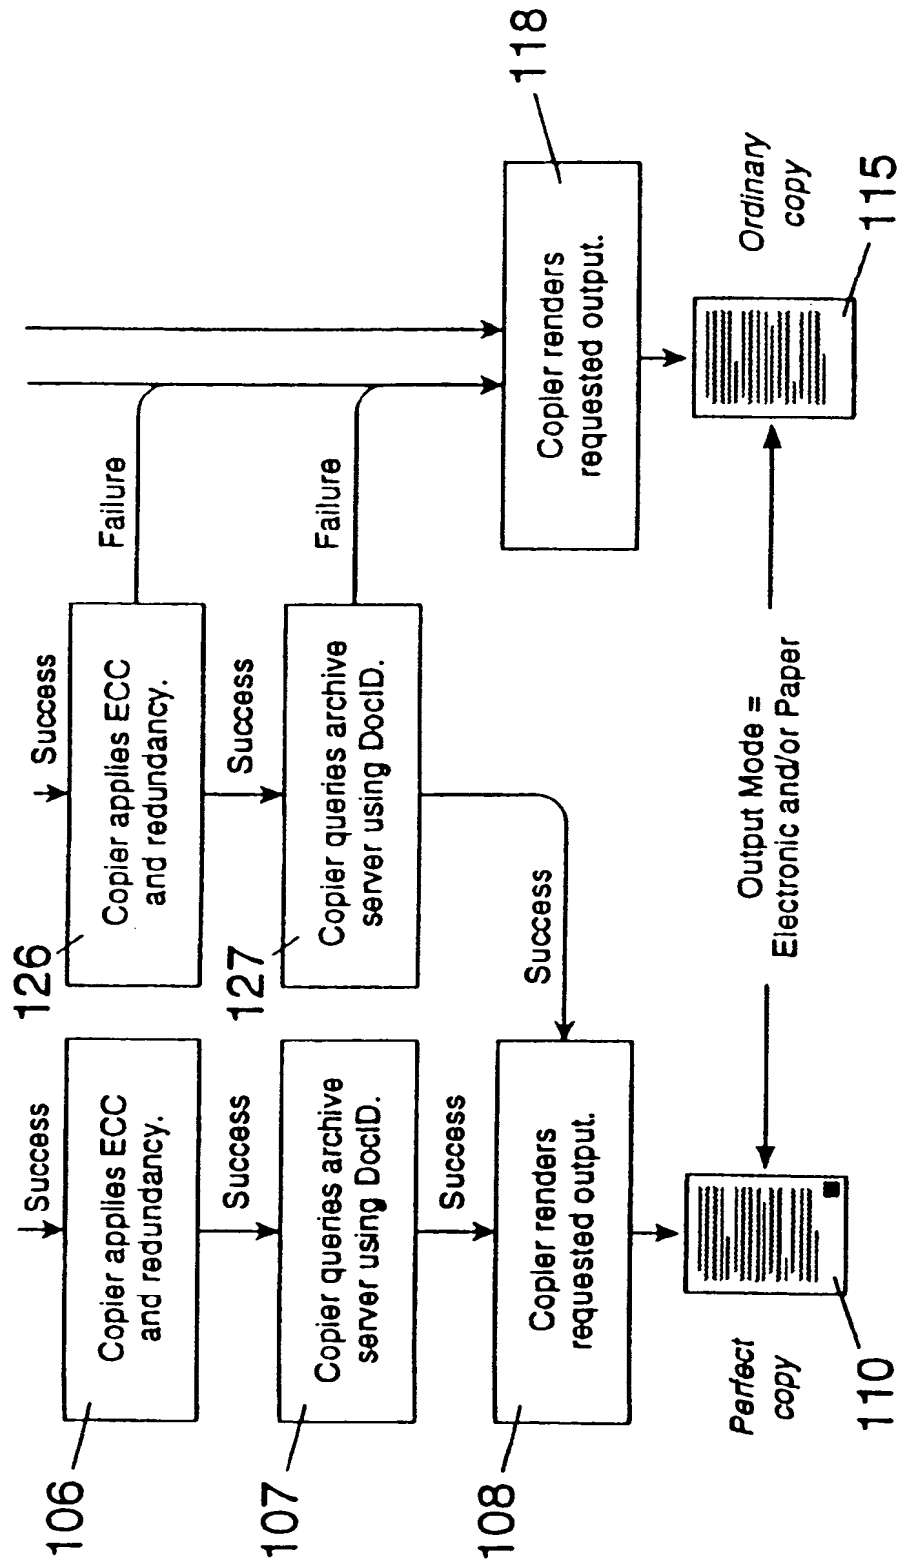 Success
Success
106
Copier applies ECC
and redundancy.
126
Copier applies ECC
and redundancy.
Failure
Success
Success
107
Copier queries archive
server using DocID.
127
Copier queries archive
server using DocID.
Failure
Success
Success
108
Copier renders
requested output.
Copier renders
requested output.
118
Perfect
copy
110
Output Mode =
Electronic and/or Paper
Ordinary
copy
115